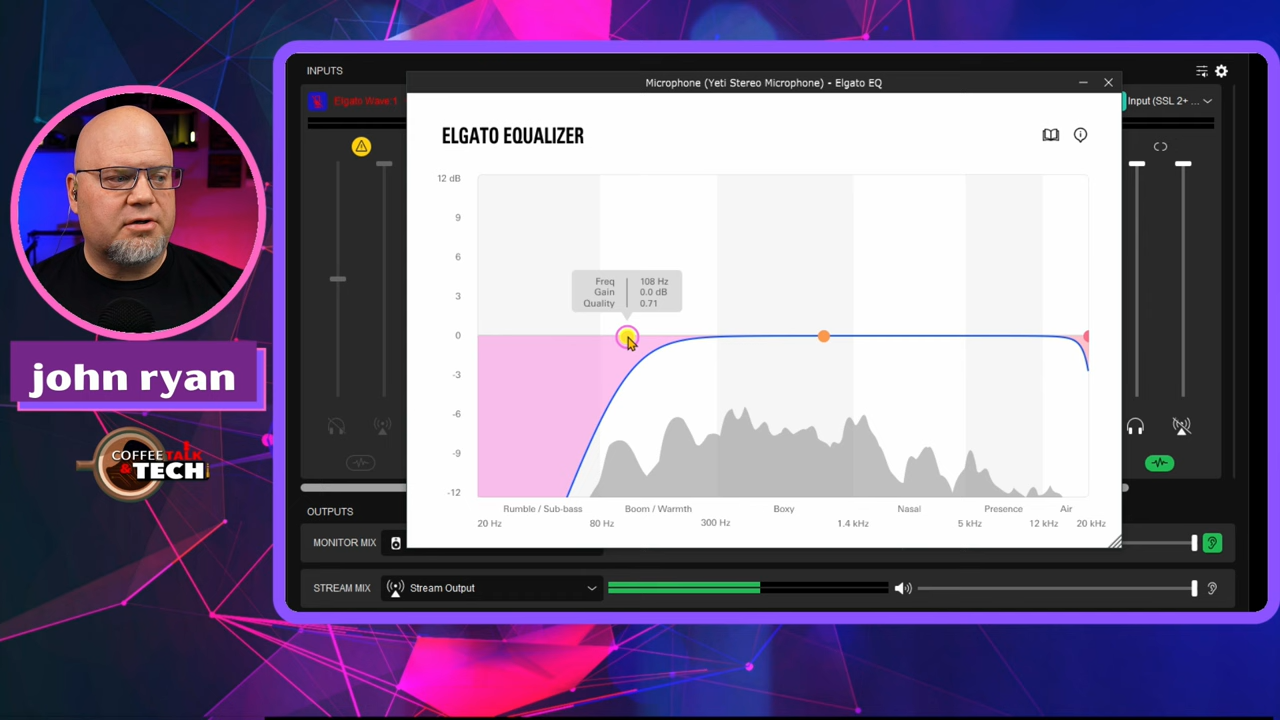 INPUTS
Elgato Wave 1
Microphone (Yeti Stereo Microphone) - Elgato EQ
Input (SSL 2+ ...
ELGATO EQUALIZER
12 dB
9
6
3
0
-3
-6
-9
-12
Freq 108 Hz
Gain 0.0 dB
Quality 0.71
Rumble / Sub-bass Boom / Warmth Boxy Nasal Presence Air
20 Hz 80 Hz 300 Hz 1.4 kHz 5 kHz 12 kHz 20 kHz
john ryan
COFFEE TALK
& TECH
OUTPUTS
MONITOR MIX
STREAM MIX Stream Output